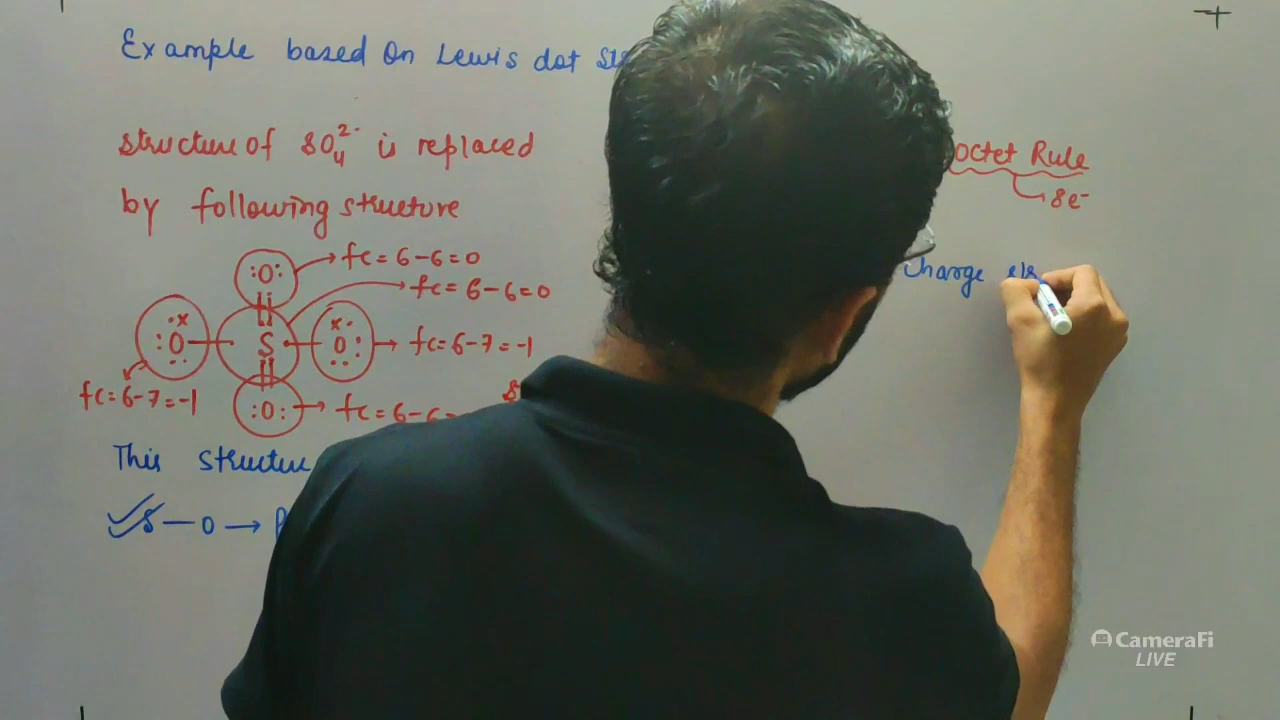 Example based On Lewis dot
structure of SO4^2- is replaced
by following structure
:O:
fc = 6-6=0
fc = 6-6=0
:O
S
O:
fc=6-7=-1
fc=6-7=-1
:O:
fc = 6-6
This structure
S — O →
Octet Rule
→ 8e-
Charge
CameraFi
LIVE